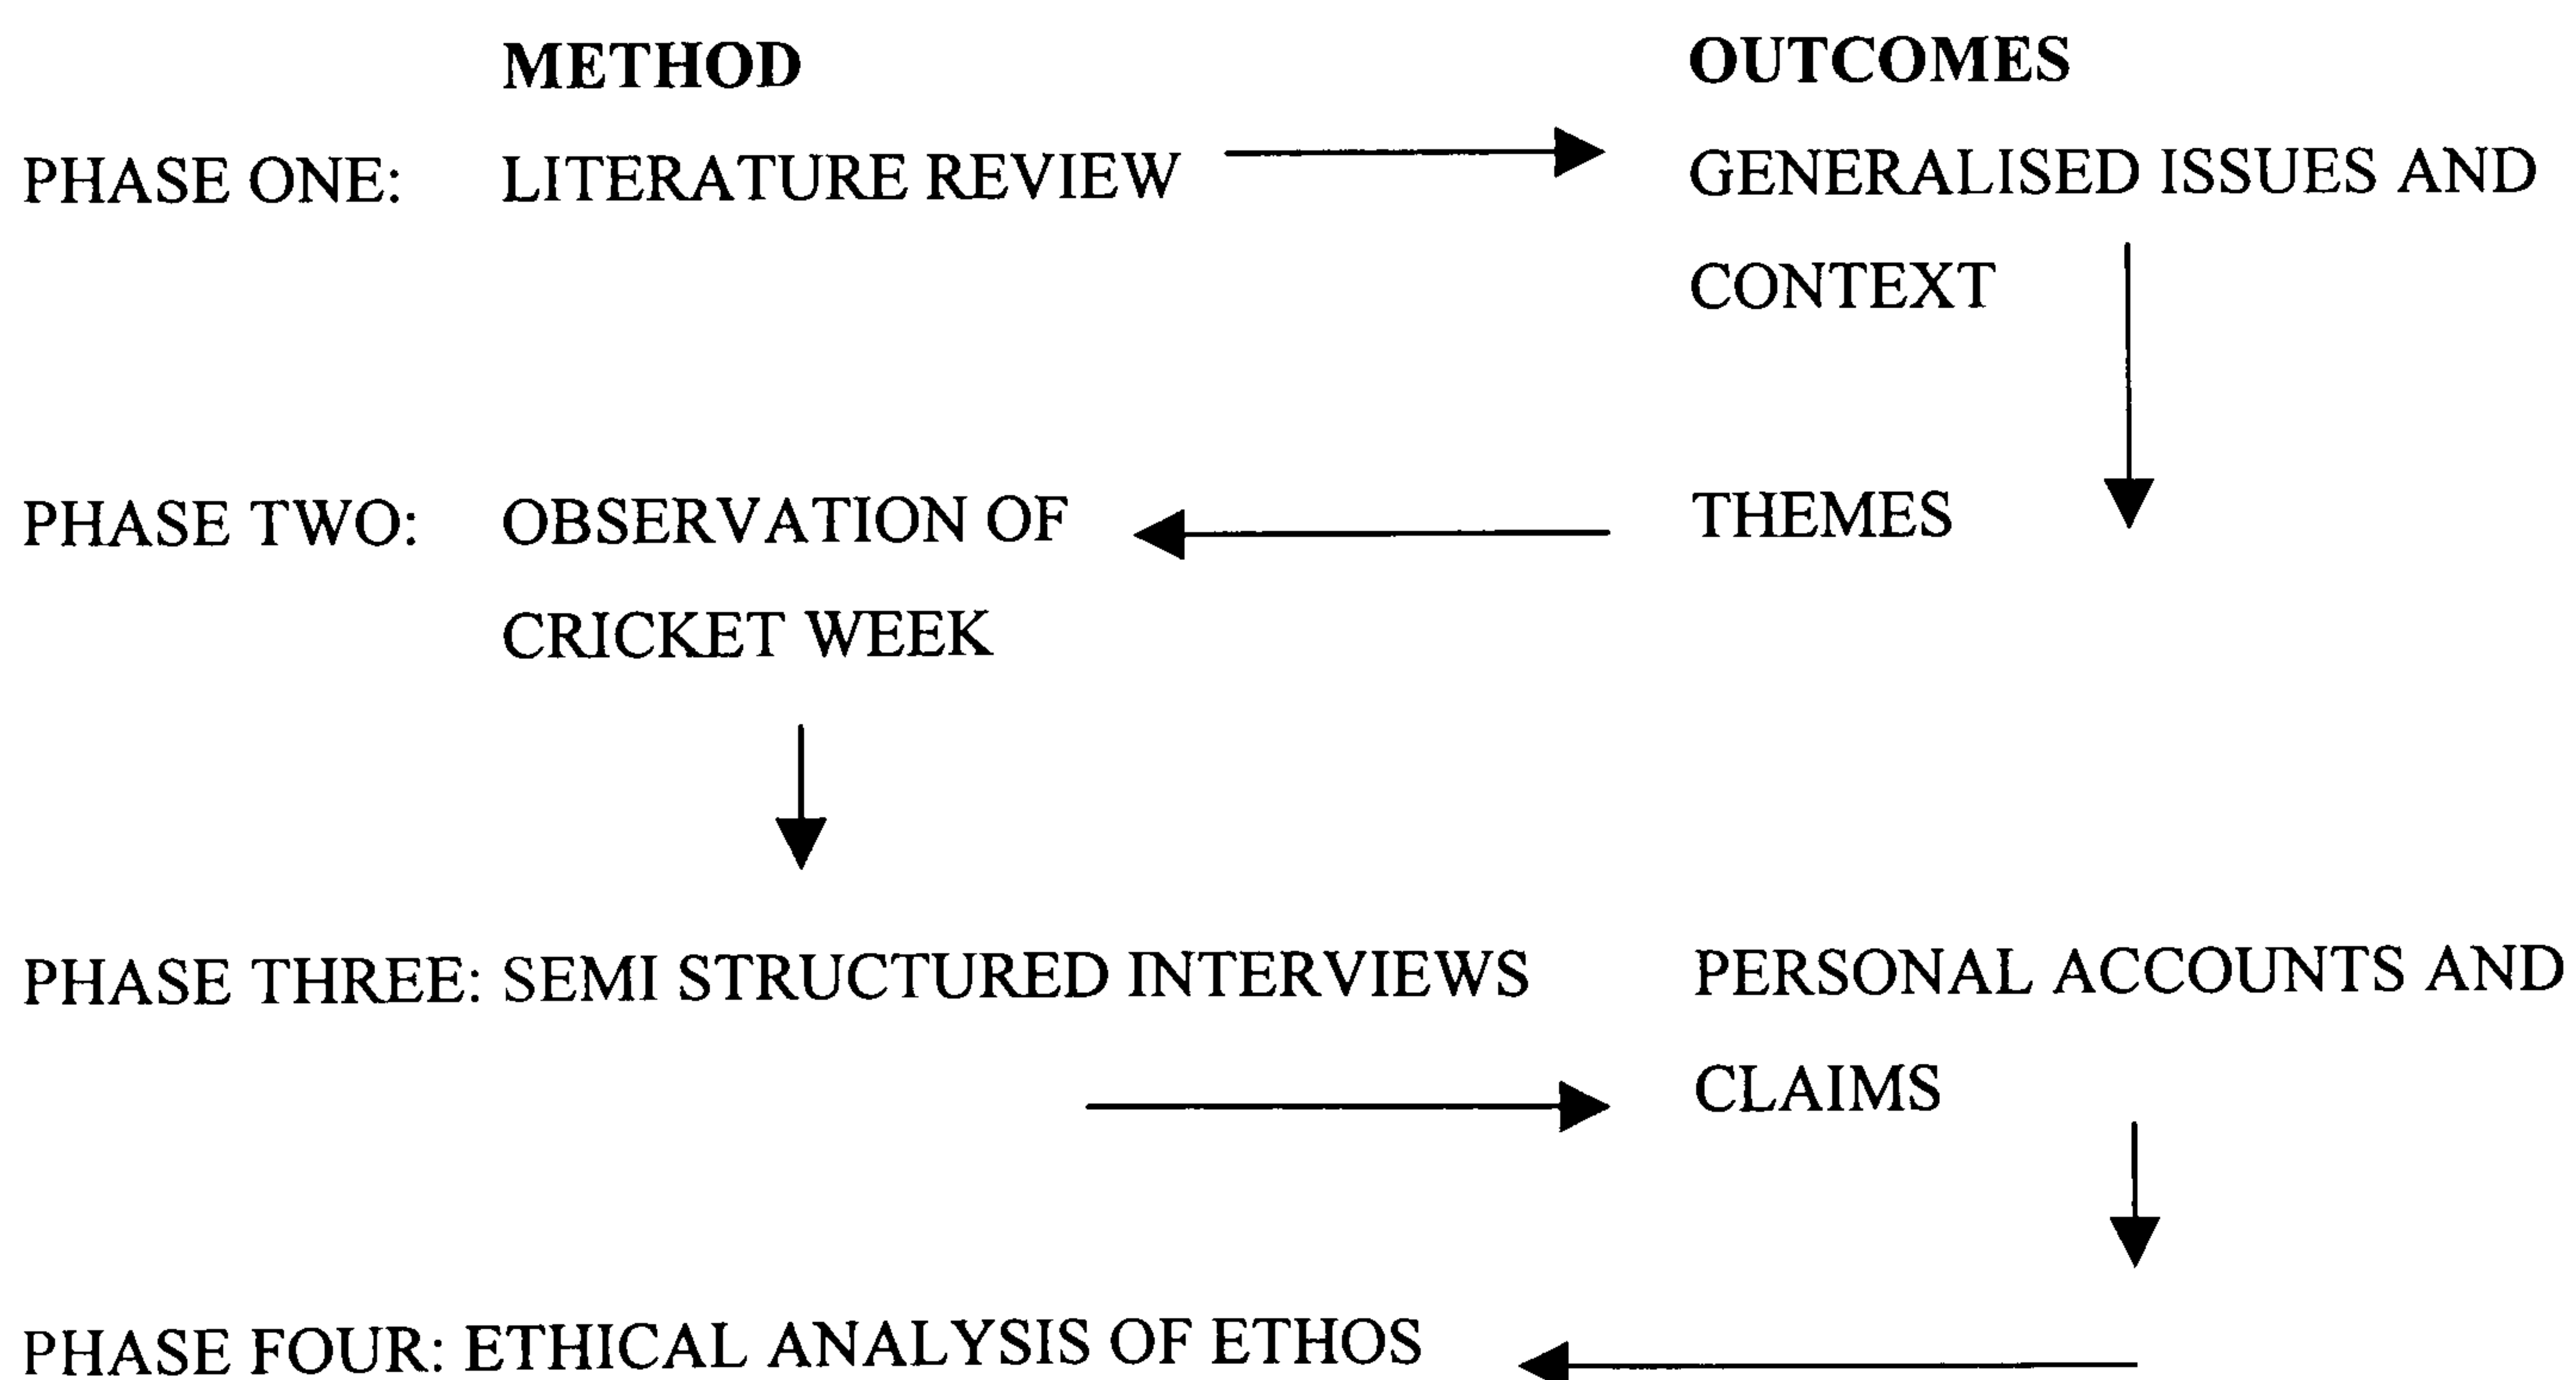 METHOD OUTCOMES
PHASE ONE: LITERATURE REVIEW GENERALISED ISSUES AND
CONTEXT
PHASE TWO: OBSERVATION OF THEMES
CRICKET WEEK
PHASE THREE: SEMI STRUCTURED INTERVIEWS PERSONAL ACCOUNTS AND
CLAIMS
PHASE FOUR: ETHICAL ANALYSIS OF ETHOS